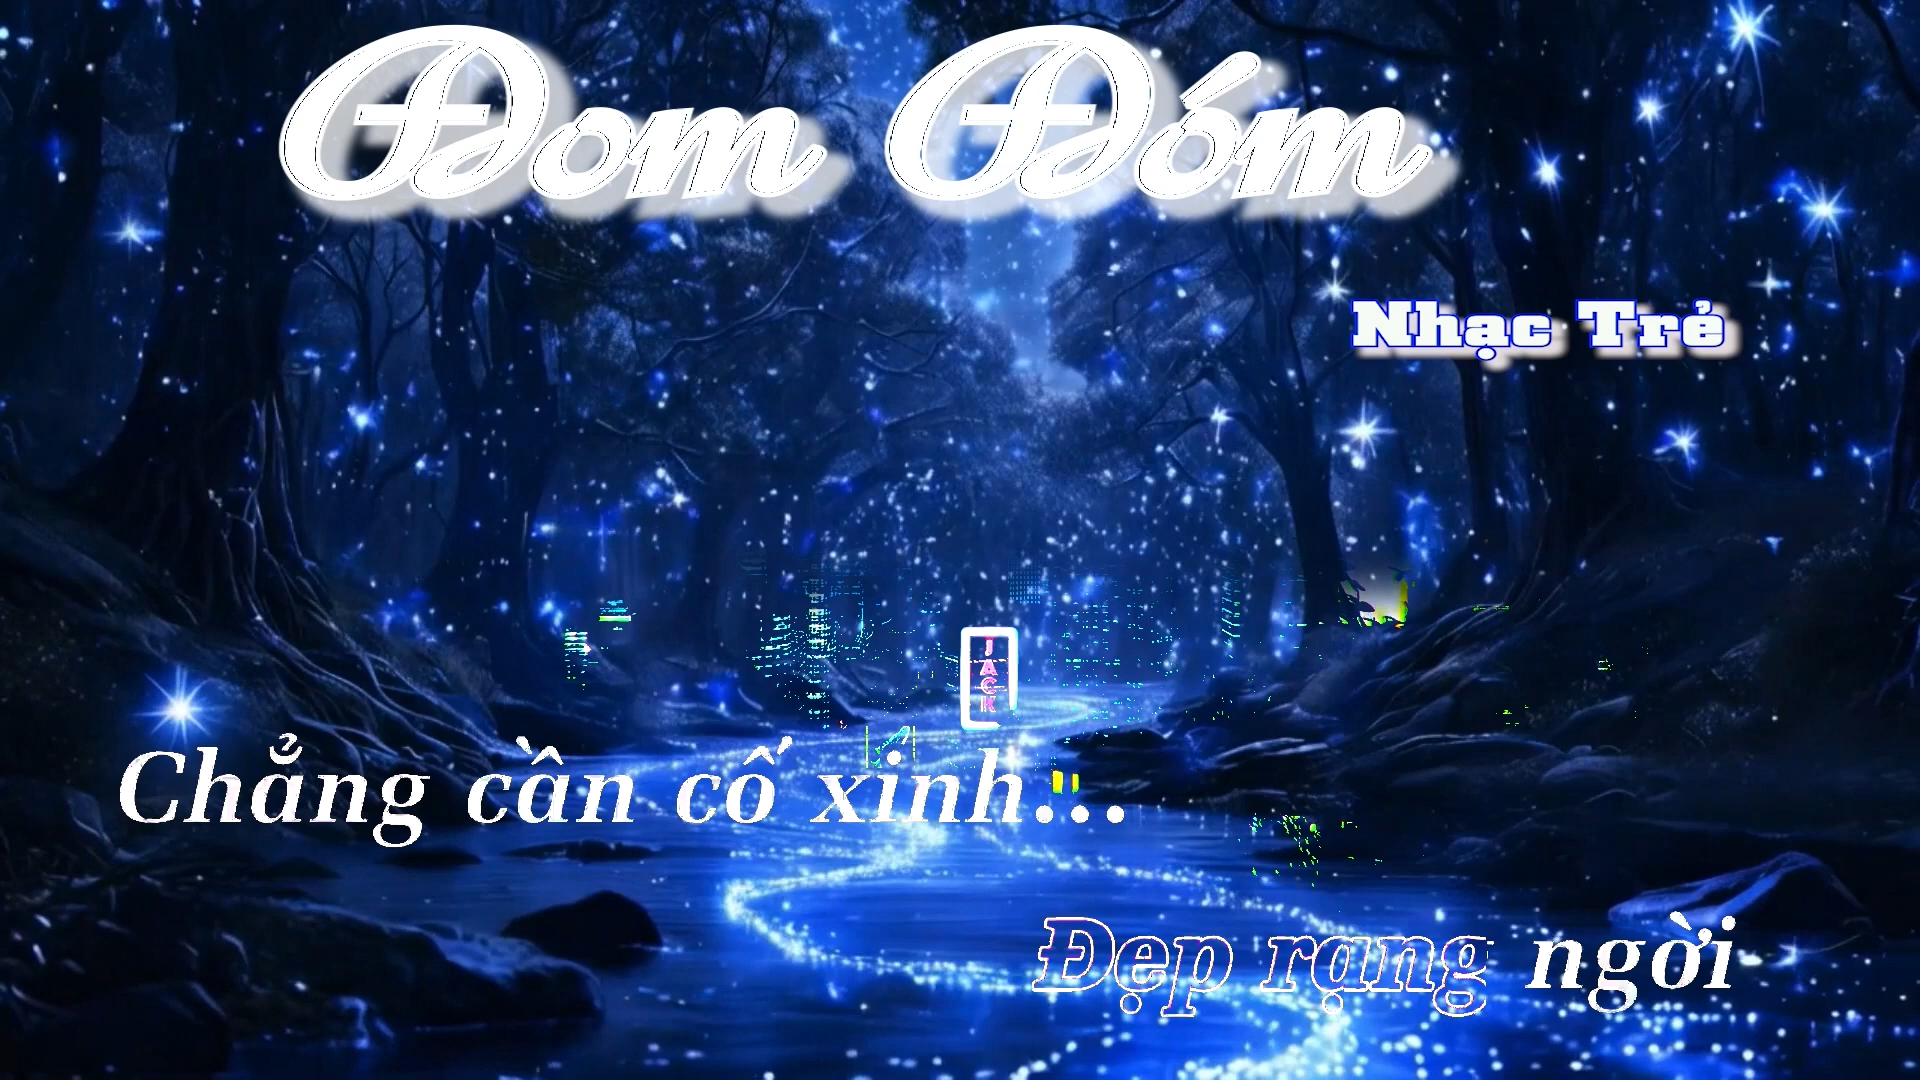 Đom Đóm
Nhạc Trẻ
JACK
Chẳng cần cố xinh...
Đẹp rạng ngời